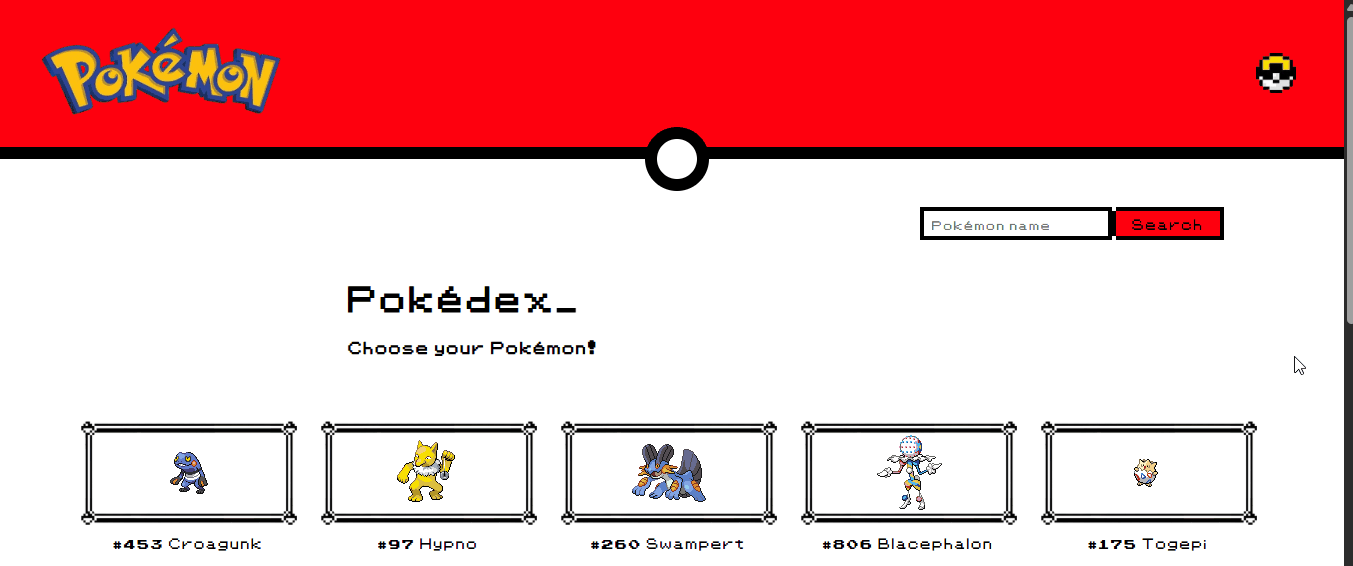 POKéMON
Pokémon name
Search
Pokédex_
Choose your Pokémon!
#453 Croagunk
#97 Hypno
#260 Swampert
#806 Blacephalon
#175 Togepi